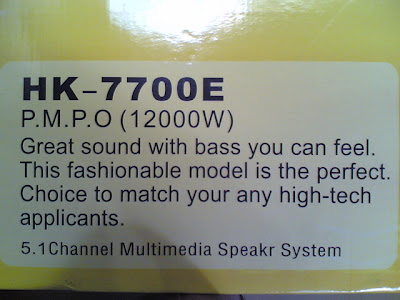 HK-7700E
P.M.P.O (12000W)
Great sound with bass you can feel.
This fashionable model is the perfect.
Choice to match your any high-tech
applicants.
5.1Channel Multimedia Speakr System